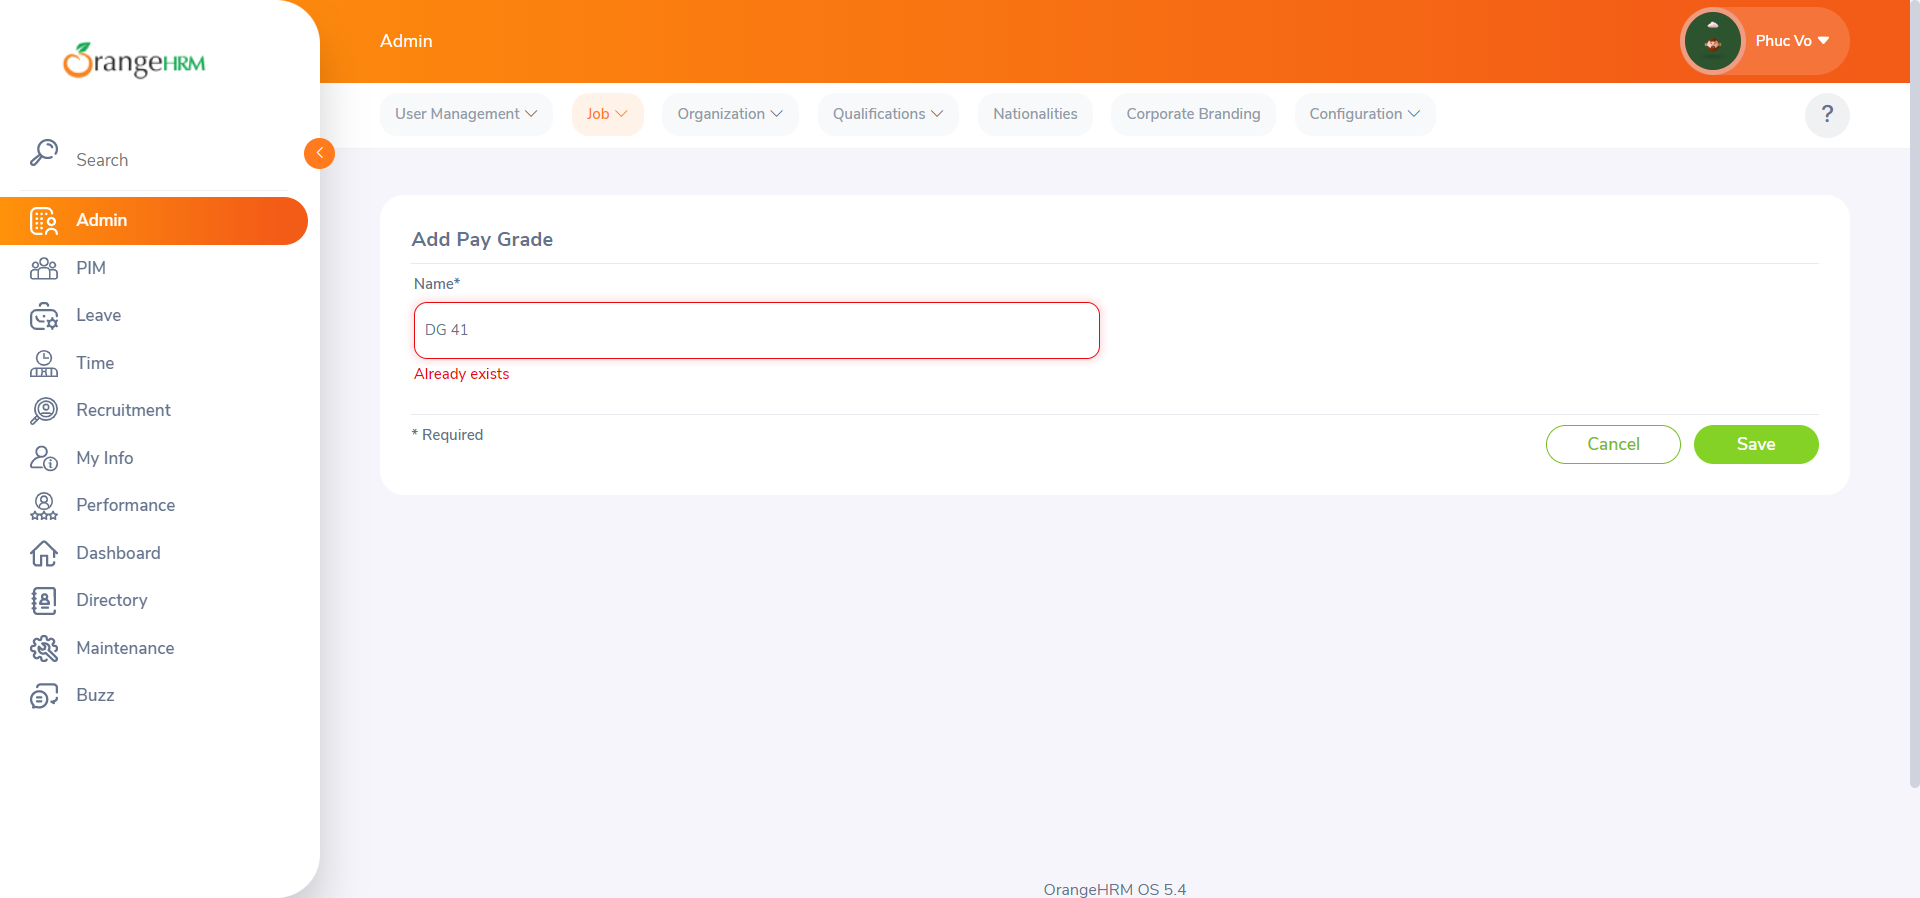 OrangeHRM
Admin
Phuc Vo
User Management
Job
Organization
Qualifications
Nationalities
Corporate Branding
Configuration
?
Search
Admin
PIM
Leave
Time
Recruitment
My Info
Performance
Dashboard
Directory
Maintenance
Buzz
Add Pay Grade
Name*
DG 41
Already exists
* Required
Cancel
Save
OrangeHRM OS 5.4